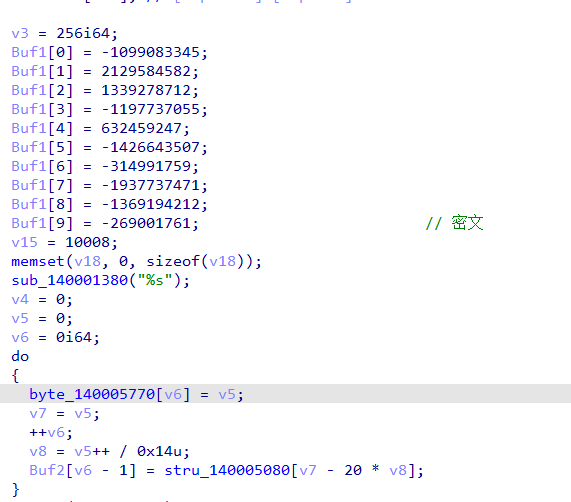 v3 = 256i64;
Buf1[0] = -1099083345;
Buf1[1] = 2129584582;
Buf1[2] = 1339278712;
Buf1[3] = -1197737055;
Buf1[4] = 632459247;
Buf1[5] = -1426643507;
Buf1[6] = -314991759;
Buf1[7] = -1937737471;
Buf1[8] = -1369194212;
Buf1[9] = -269001761; // 密文
v15 = 10008;
memset(v18, 0, sizeof(v18));
sub_140001380("%s");
v4 = 0;
v5 = 0;
v6 = 0i64;
do
{
byte_140005770[v6] = v5;
v7 = v5;
++v6;
v8 = v5++ / 0x14u;
Buf2[v6 - 1] = stru_140005080[v7 - 20 * v8];
}